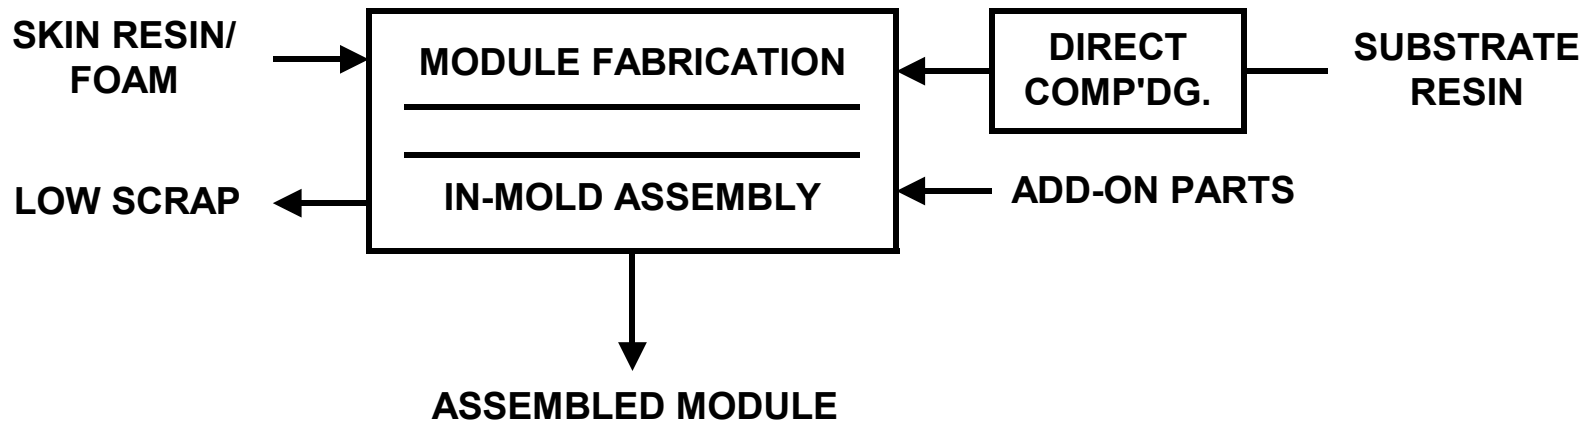 SKIN RESIN/
FOAM
MODULE FABRICATION
DIRECT
COMP'DG.
SUBSTRATE
RESIN
LOW SCRAP
IN-MOLD ASSEMBLY
ADD-ON PARTS
ASSEMBLED MODULE